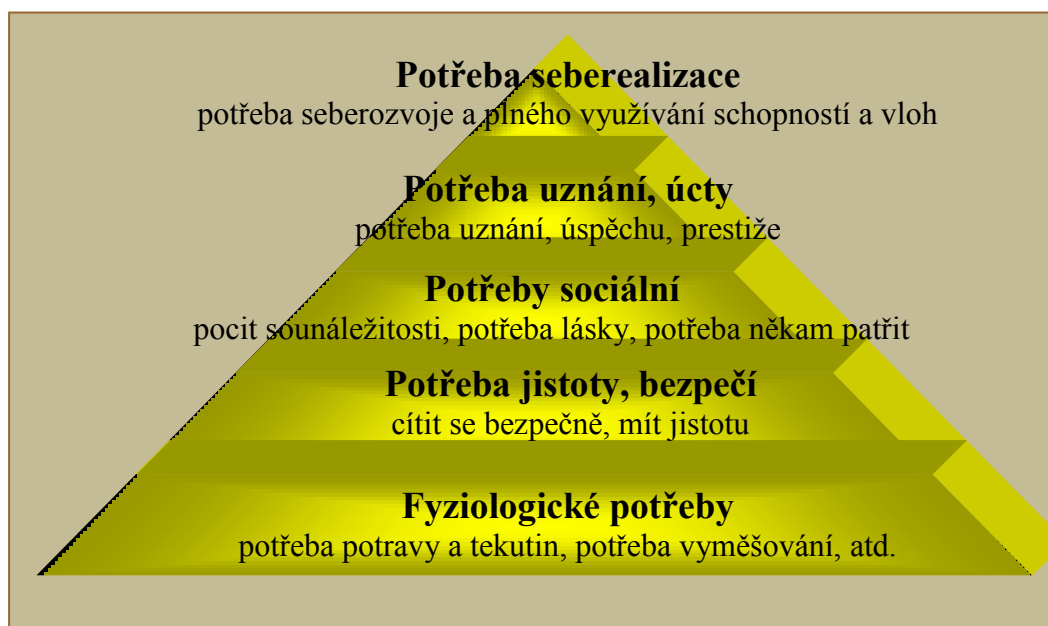 Potřeba seberealizace
potřeba seberozvoje a plného využívání schopností a vloh
Potřeba uznání, úcty
potřeba uznání, úspěchu, prestiže
Potřeby sociální
pocit sounáležitosti, potřeba lásky, potřeba někam patřit
Potřeba jistoty, bezpečí
cítit se bezpečně, mít jistotu
Fyziologické potřeby
potřeba potravy a tekutin, potřeba vyměšování, atd.